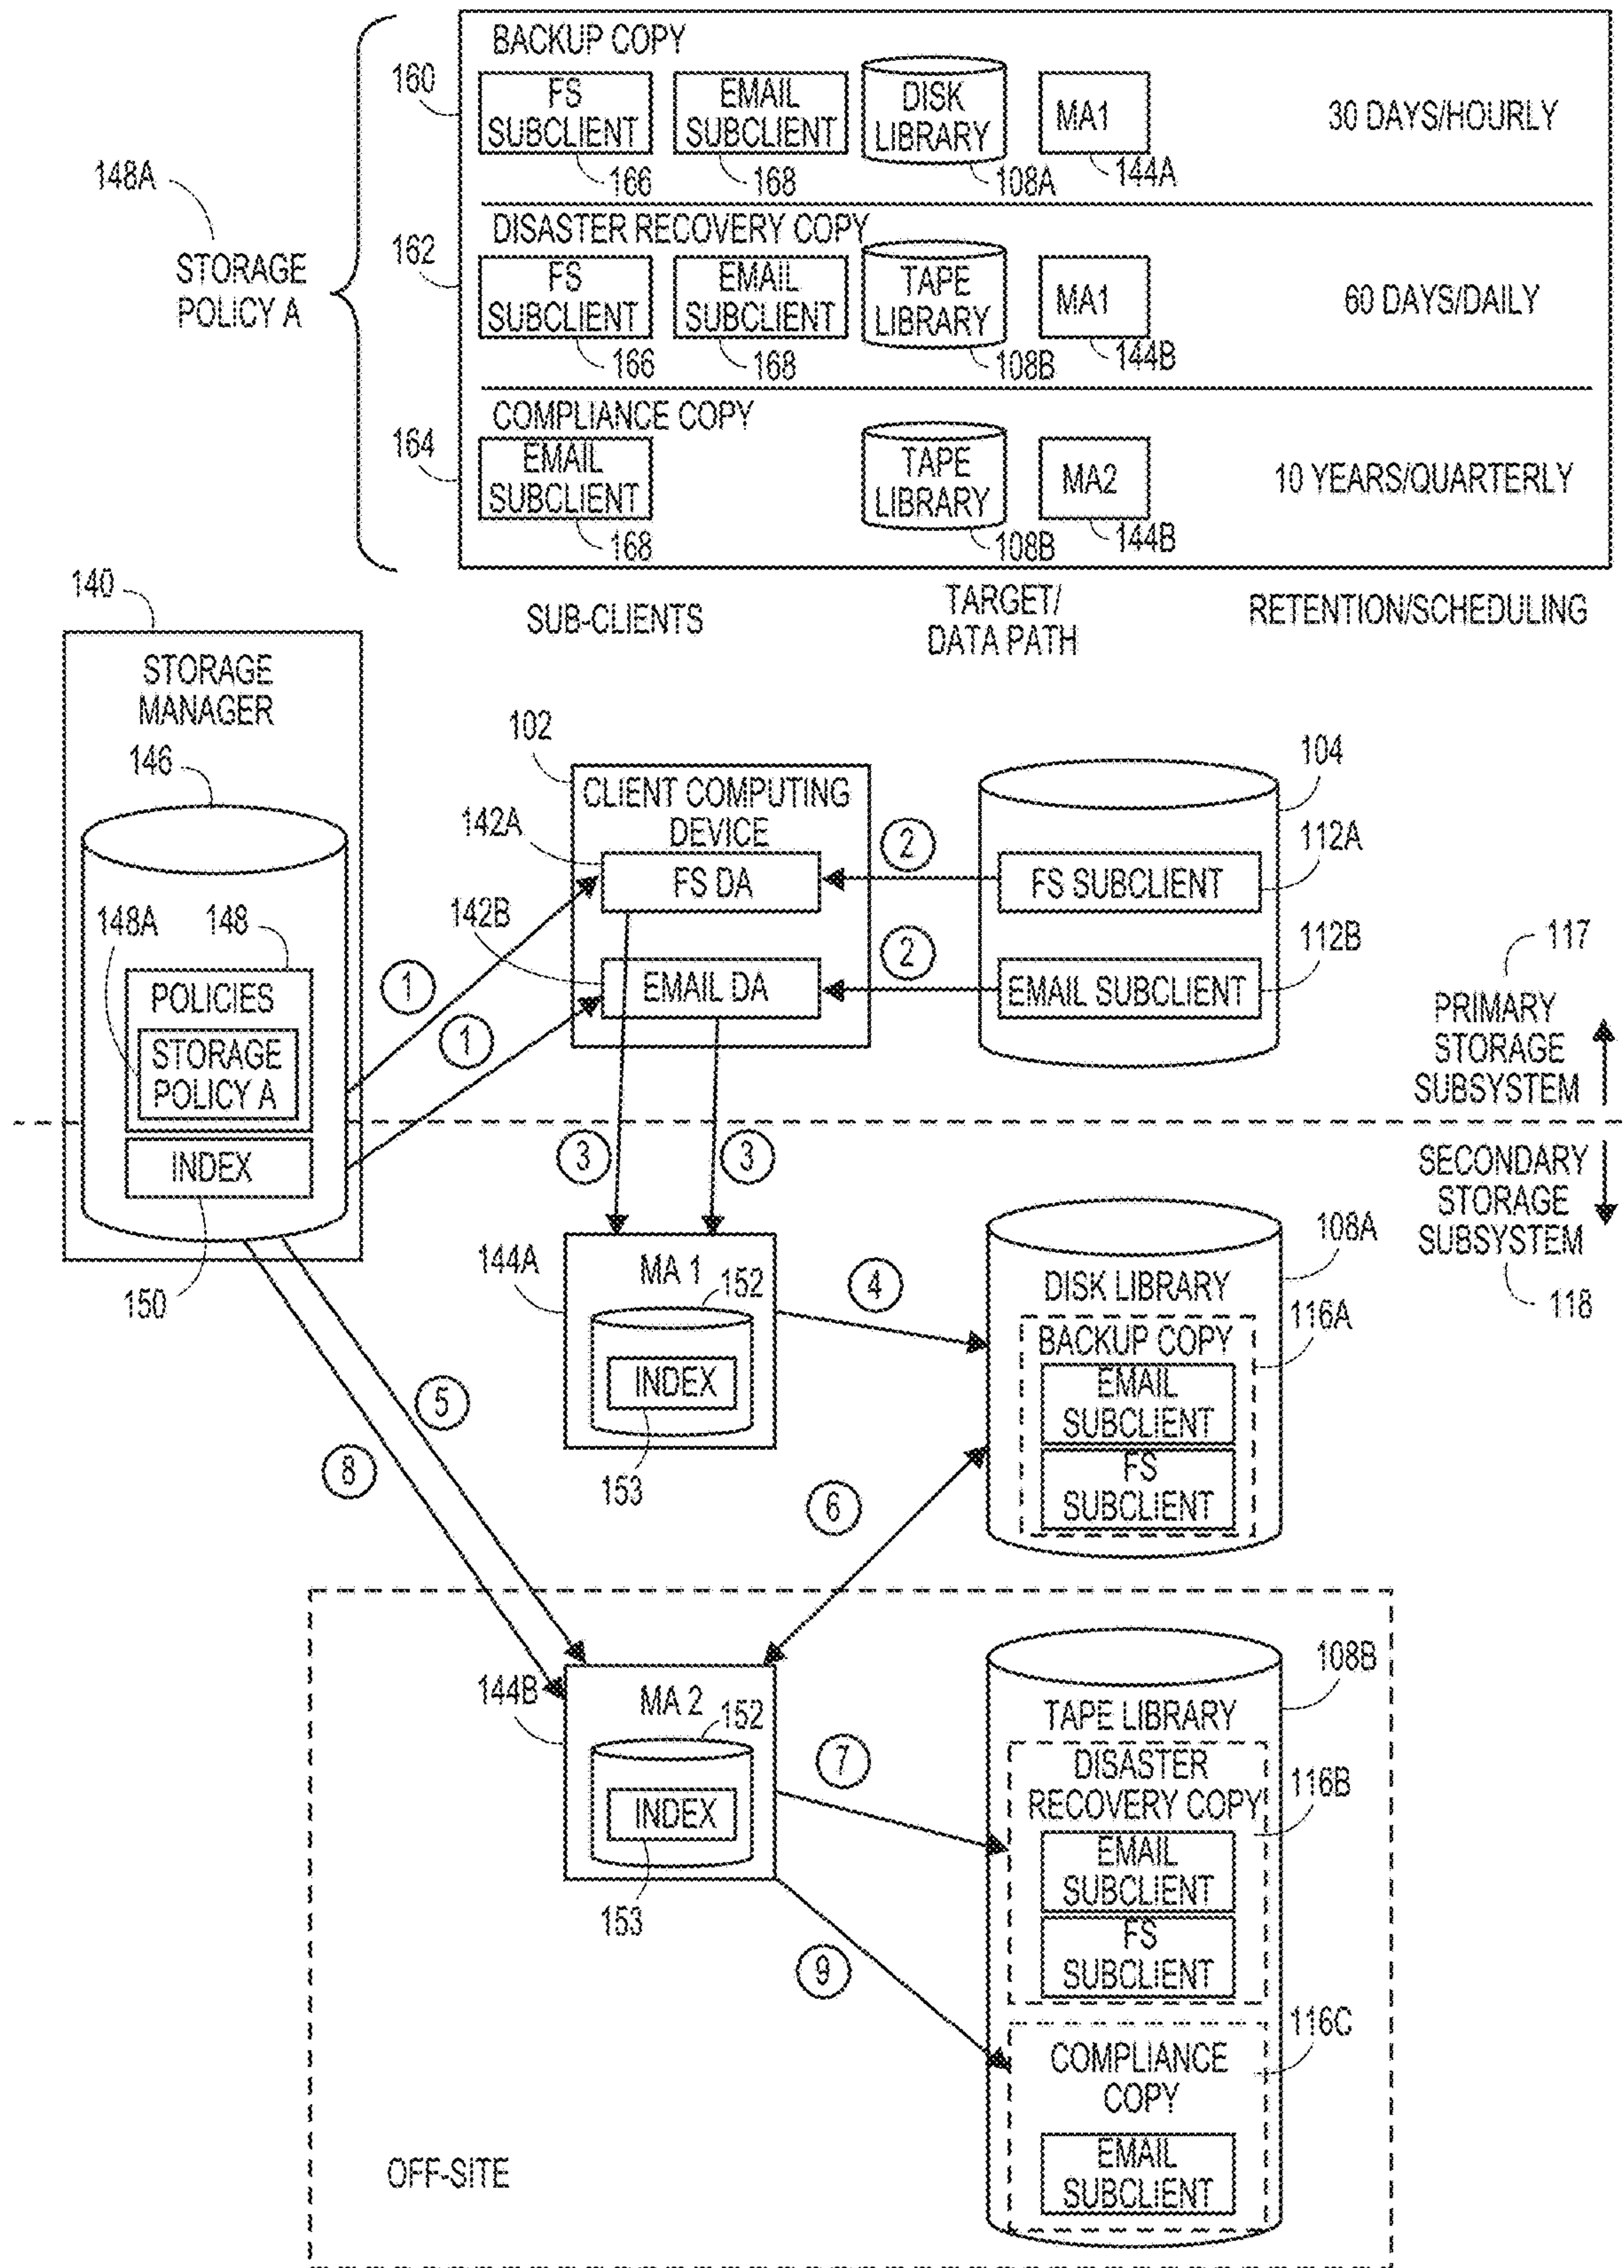 BACKUP COPY
160
FS
SUBCLIENT
EMAIL
SUBCLIENT
DISK
LIBRARY
MA1
30 DAYS/HOURLY
166
168
108A
144A
148A
STORAGE
POLICY A
DISASTER RECOVERY COPY
162
FS
SUBCLIENT
EMAIL
SUBCLIENT
TAPE
LIBRARY
MA1
60 DAYS/DAILY
166
168
108B
144B
COMPLIANCE COPY
164
EMAIL
SUBCLIENT
TAPE
LIBRARY
MA2
10 YEARS/QUARTERLY
168
108B
144B
SUB-CLIENTS
TARGET/
DATA PATH
RETENTION/SCHEDULING
140
STORAGE
MANAGER
146
148A
148
POLICIES
STORAGE
POLICY A
INDEX
150
102
CLIENT COMPUTING
DEVICE
142A
FS DA
142B
EMAIL DA
104
2
FS SUBCLIENT
112A
2
EMAIL SUBCLIENT
112B
1
1
117
PRIMARY
STORAGE
SUBSYSTEM
3
3
SECONDARY
STORAGE
SUBSYSTEM
118
144A
MA 1
152
INDEX
153
4
108A
DISK LIBRARY
116A
BACKUP COPY
EMAIL
SUBCLIENT
FS
SUBCLIENT
5
8
6
144B
MA 2
152
INDEX
153
7
9
108B
TAPE LIBRARY
DISASTER
RECOVERY COPY
116B
EMAIL
SUBCLIENT
FS
SUBCLIENT
116C
COMPLIANCE
COPY
EMAIL
SUBCLIENT
OFF-SITE